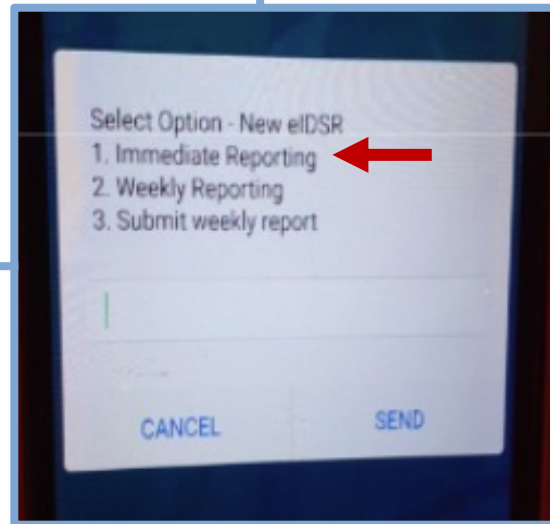 Select Option - New eIDSR
1. Immediate Reporting
2. Weekly Reporting
3. Submit weekly report
CANCEL
SEND